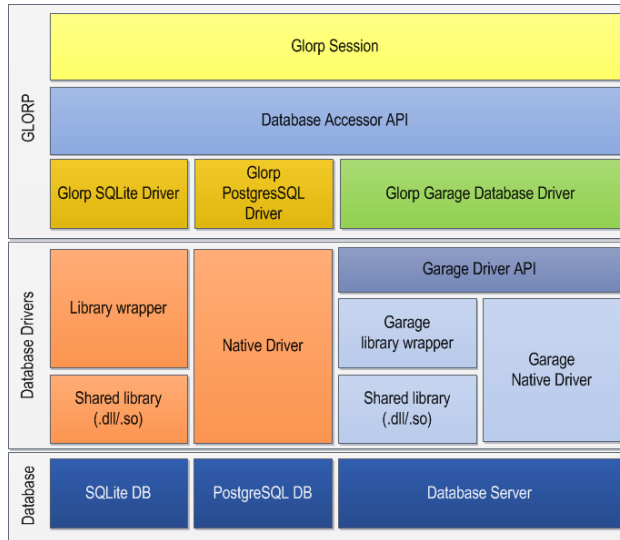 GLORP
Glorp Session
Database Accessor API
Glorp SQLite Driver
Glorp
PostgresSQL
Driver
Glorp Garage Database Driver
Database Drivers
Library wrapper
Shared library
(.dll/.so)
Native Driver
Garage Driver API
Garage
library wrapper
Shared library
(.dll/.so)
Garage
Native Driver
Database
SQLite DB
PostgreSQL DB
Database Server